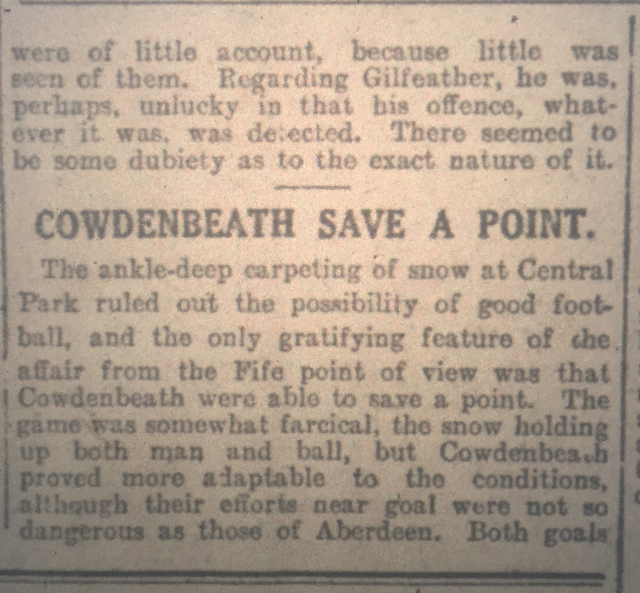 were of little account, because little was
seen of them. Regarding Gilfeather, he was,
perhaps, unlucky in that his offence, what-
ever it was, was detected. There seemed to
be some dubiety as to the exact nature of it.
COWDENBEATH SAVE A POINT.
The ankle-deep carpeting of snow at Central
Park ruled out the possibility of good foot-
ball, and the only gratifying feature of the
affair from the Fife point of view was that
Cowdenbeath were able to save a point. The
game was somewhat farcical, the snow holding
up both man and ball, but Cowdenbeath
proved more adaptable to the conditions,
although their efforts near goal were not so
dangerous as those of Aberdeen. Both goals